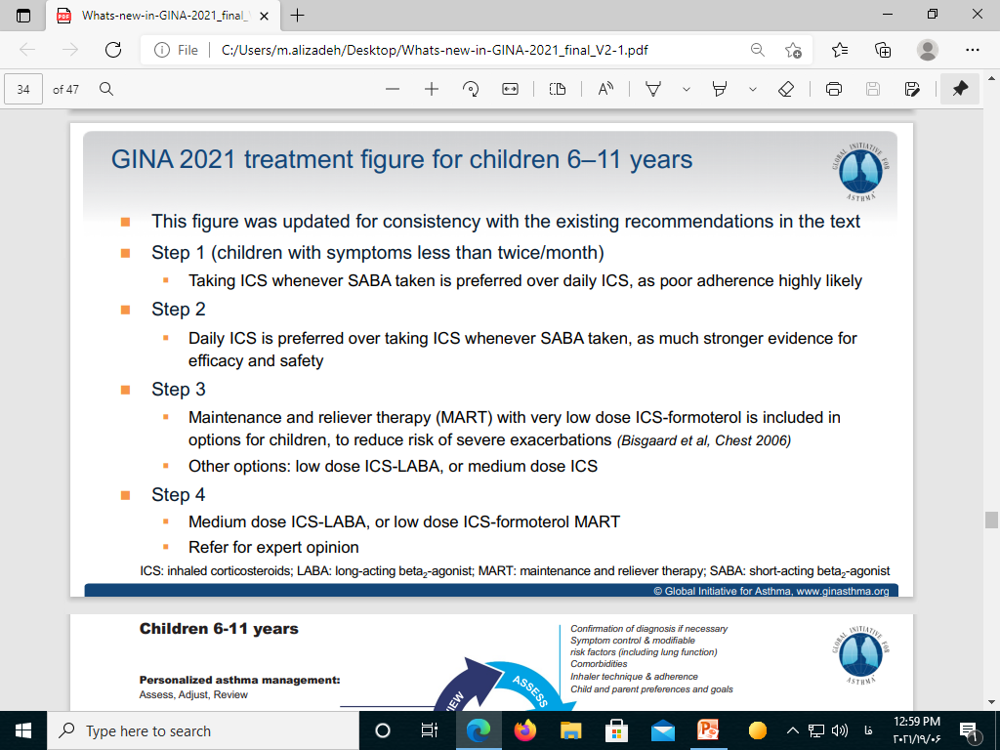 Whats-new-in-GINA-2021_final_
File
C:/Users/m.alizadeh/Desktop/Whats-new-in-GINA-2021_final_V2-1.pdf
34
of 47
GINA 2021 treatment figure for children 6–11 years
GLOBAL INITIATIVE FOR ASTHMA
This figure was updated for consistency with the existing recommendations in the text
Step 1 (children with symptoms less than twice/month)
Taking ICS whenever SABA taken is preferred over daily ICS, as poor adherence highly likely
Step 2
Daily ICS is preferred over taking ICS whenever SABA taken, as much stronger evidence for
efficacy and safety
Step 3
Maintenance and reliever therapy (MART) with very low dose ICS-formoterol is included in
options for children, to reduce risk of severe exacerbations (Bisgaard et al, Chest 2006)
Other options: low dose ICS-LABA, or medium dose ICS
Step 4
Medium dose ICS-LABA, or low dose ICS-formoterol MART
Refer for expert opinion
ICS: inhaled corticosteroids; LABA: long-acting beta₂-agonist; MART: maintenance and reliever therapy; SABA: short-acting beta₂-agonist
© Global Initiative for Asthma, www.ginasthma.org
Children 6-11 years
Personalized asthma management:
Assess, Adjust, Review
ASSESS
Confirmation of diagnosis if necessary
Symptom control & modifiable
risk factors (including lung function)
Comorbidities
Inhaler technique & adherence
Child and parent preferences and goals
GLOBAL INITIATIVE FOR ASTHMA
Type here to search
فا
12:59 PM
1